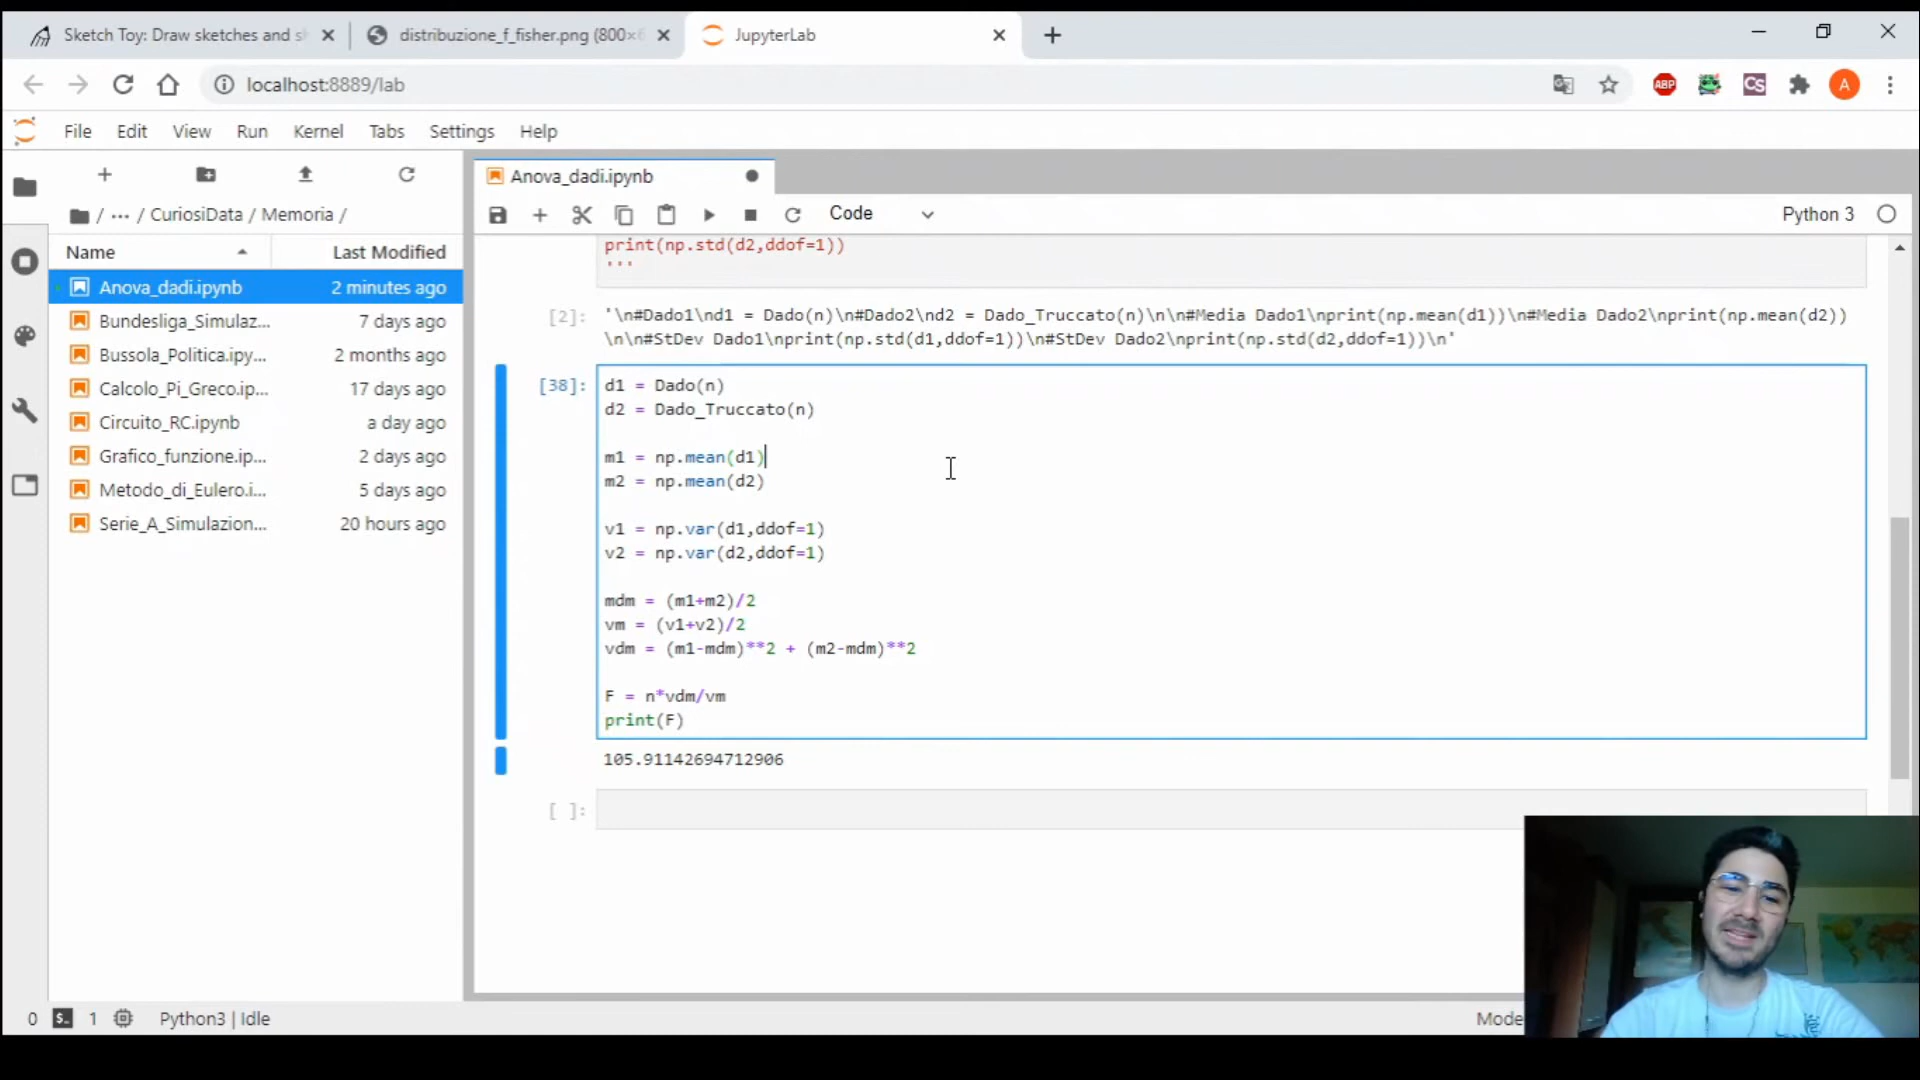 Sketch Toy: Draw sketches and s
distribuzione_f_fisher.png (800×6
JupyterLab
localhost:8889/lab
ABP
CS
A
File Edit View Run Kernel Tabs Settings Help
/ ··· / CuriosiData / Memoria /
Name Last Modified
Anova_dadi.ipynb 2 minutes ago
Bundesliga_Simulaz... 7 days ago
Bussola_Politica.ipy... 2 months ago
Calcolo_Pi_Greco.ip... 17 days ago
Circuito_RC.ipynb a day ago
Grafico_funzione.ip... 2 days ago
Metodo_di_Eulero.i... 5 days ago
Serie_A_Simulazion... 20 hours ago
Anova_dadi.ipynb
Code
Python 3
print(np.std(d2,ddof=1))
'''
[2]: '\n#Dado1\nd1 = Dado(n)\n#Dado2\nd2 = Dado_Truccato(n)\n\n#Media Dado1\nprint(np.mean(d1))\n#Media Dado2\nprint(np.mean(d2))
\n\n#StDev Dado1\nprint(np.std(d1,ddof=1))\n#StDev Dado2\nprint(np.std(d2,ddof=1))\n'
[38]: d1 = Dado(n)
d2 = Dado_Truccato(n)
m1 = np.mean(d1)
m2 = np.mean(d2)
v1 = np.var(d1,ddof=1)
v2 = np.var(d2,ddof=1)
mdm = (m1+m2)/2
vm = (v1+v2)/2
vdm = (m1-mdm)**2 + (m2-mdm)**2
F = n*vdm/vm
print(F)
105.91142694712906
[ ]:
0 1 Python3 | Idle
Mode